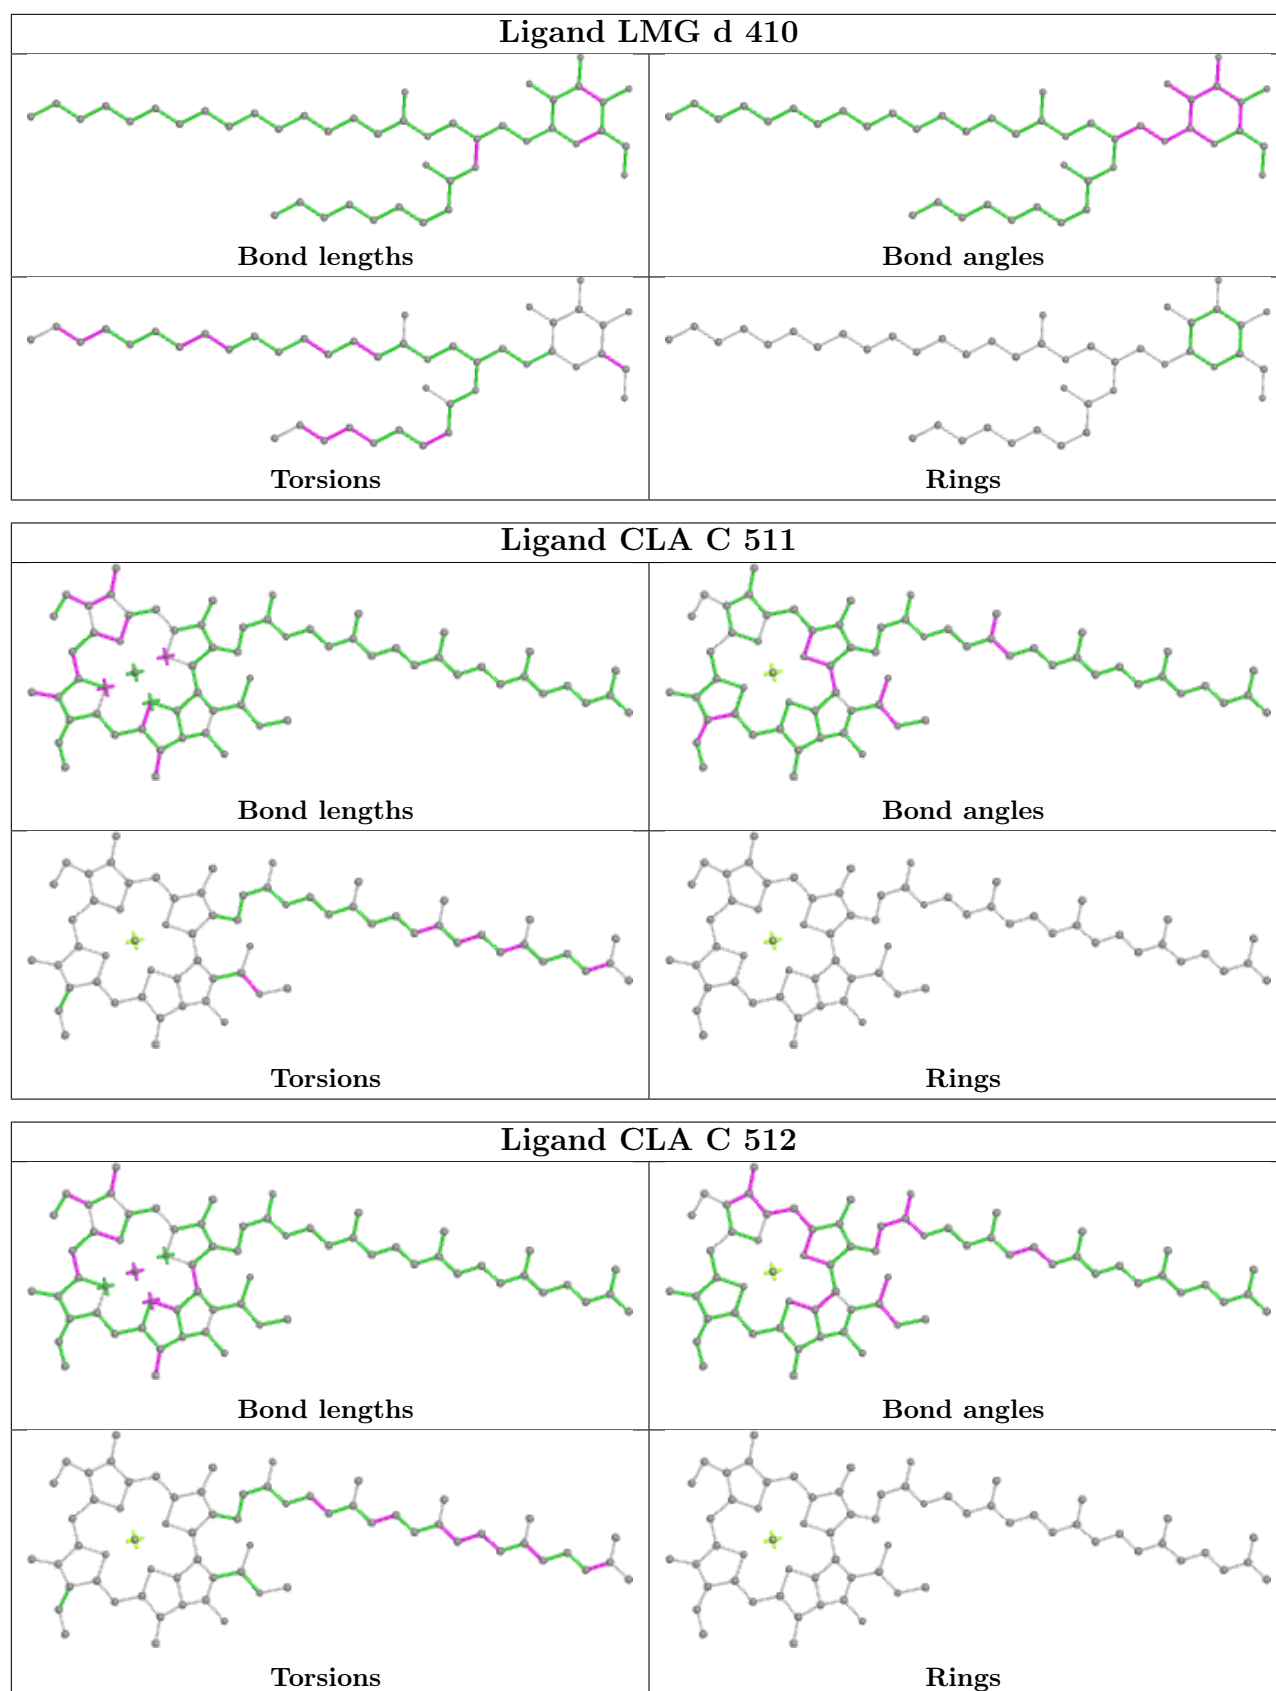 Ligand LMG d 410
Bond lengths
Bond angles
Torsions
Rings
Ligand CLA C 511
Bond lengths
Bond angles
Torsions
Rings
Ligand CLA C 512
Bond lengths
Bond angles
Torsions
Rings